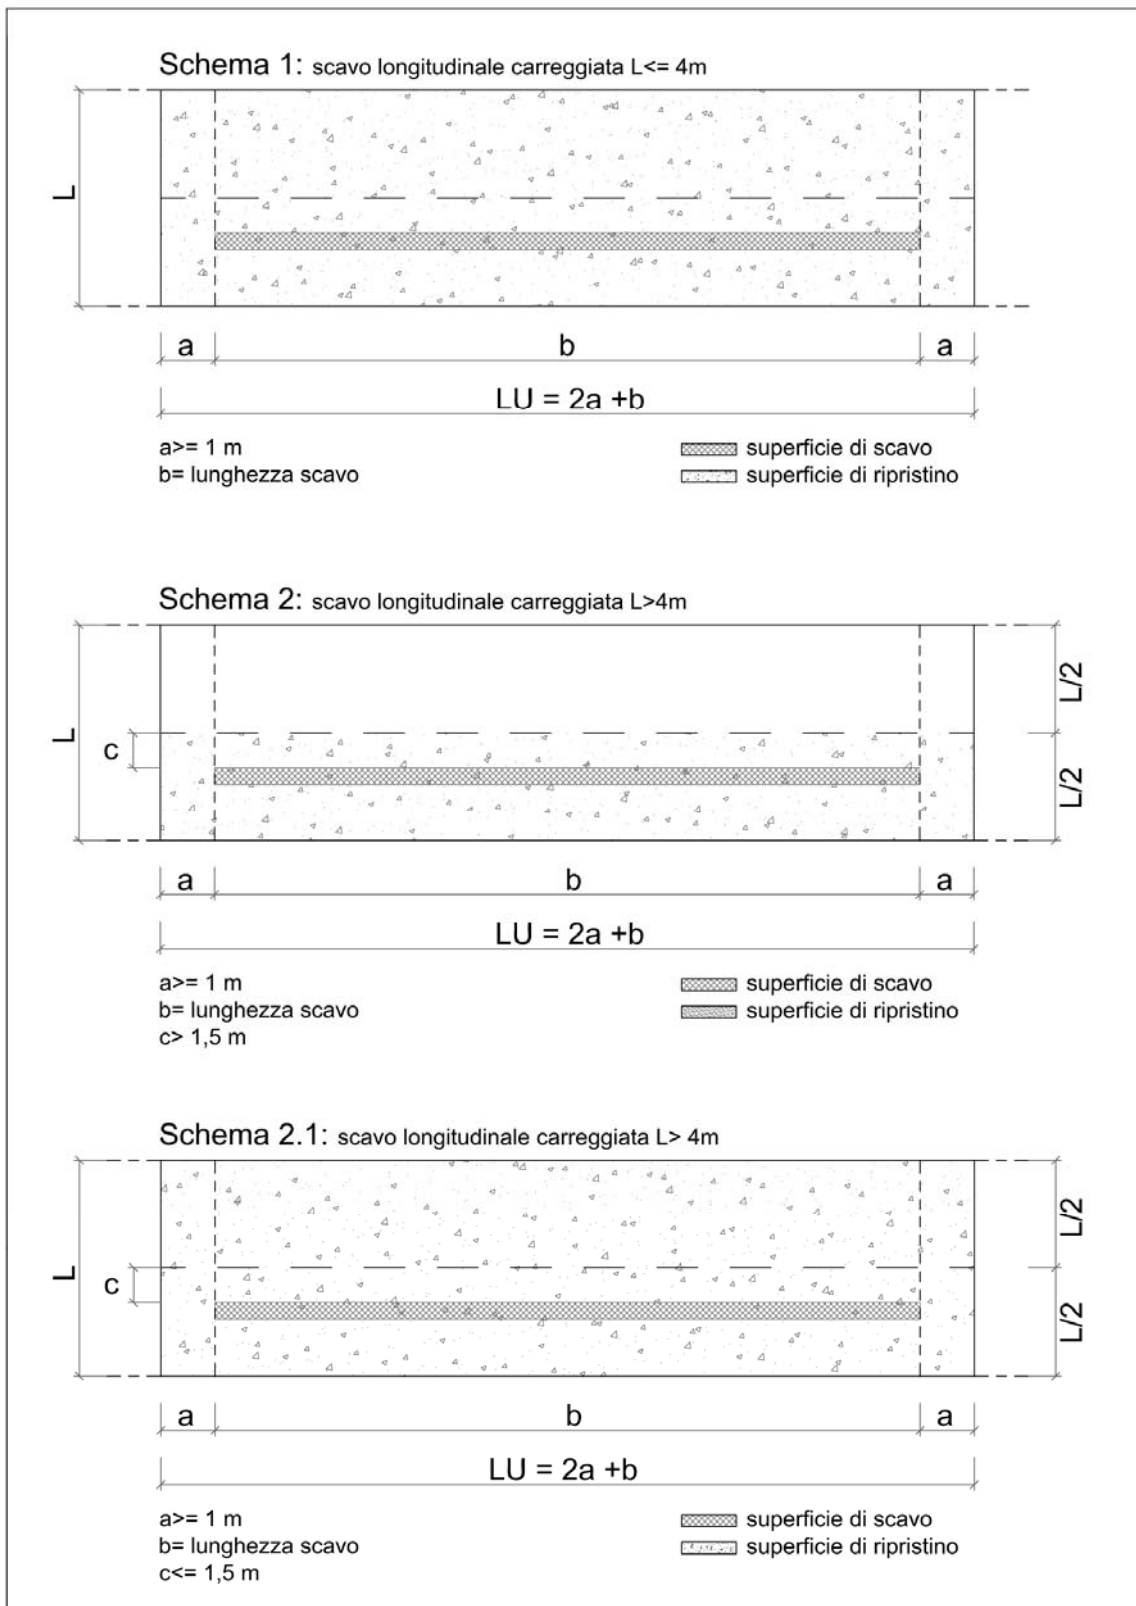 Schema 1: scavo longitudinale carreggiata L<= 4m
L
a b a
LU = 2a +b
a>= 1 m
b= lunghezza scavo
superficie di scavo
superficie di ripristino
Schema 2: scavo longitudinale carreggiata L>4m
L
c
L/2
L/2
a b a
LU = 2a +b
a>= 1 m
b= lunghezza scavo
c> 1,5 m
superficie di scavo
superficie di ripristino
Schema 2.1: scavo longitudinale carreggiata L> 4m
L
c
L/2
L/2
a b a
LU = 2a +b
a>= 1 m
b= lunghezza scavo
c<= 1,5 m
superficie di scavo
superficie di ripristino